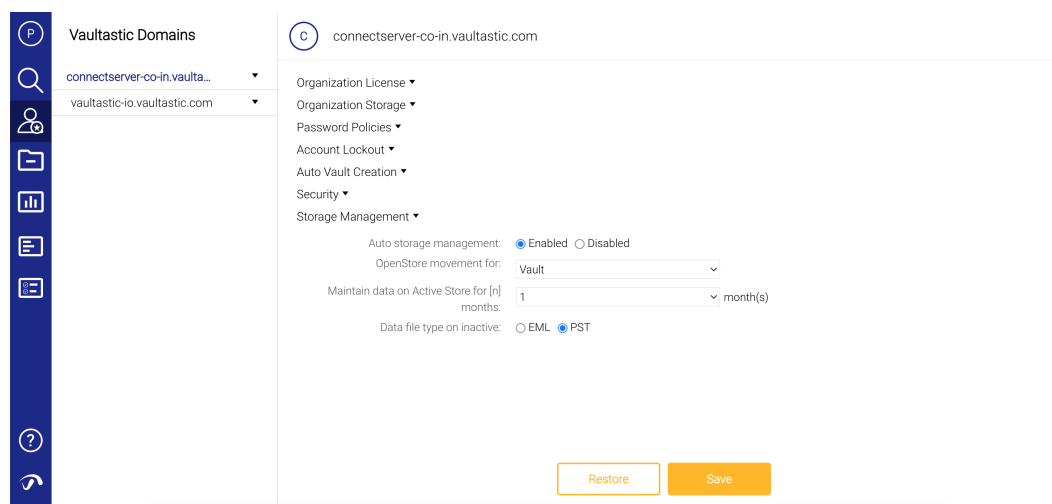 P
Vaultastic Domains
C
connectserver-co-in.vaultastic.com
connectserver-co-in.vaulta...
vaultastic-io.vaultastic.com
Organization License
Organization Storage
Password Policies
Account Lockout
Auto Vault Creation
Security
Storage Management
Auto storage management: Enabled Disabled
OpenStore movement for: Vault
Maintain data on Active Store for [n]
months: 1 month(s)
Data file type on inactive: EML PST
?
Restore Save